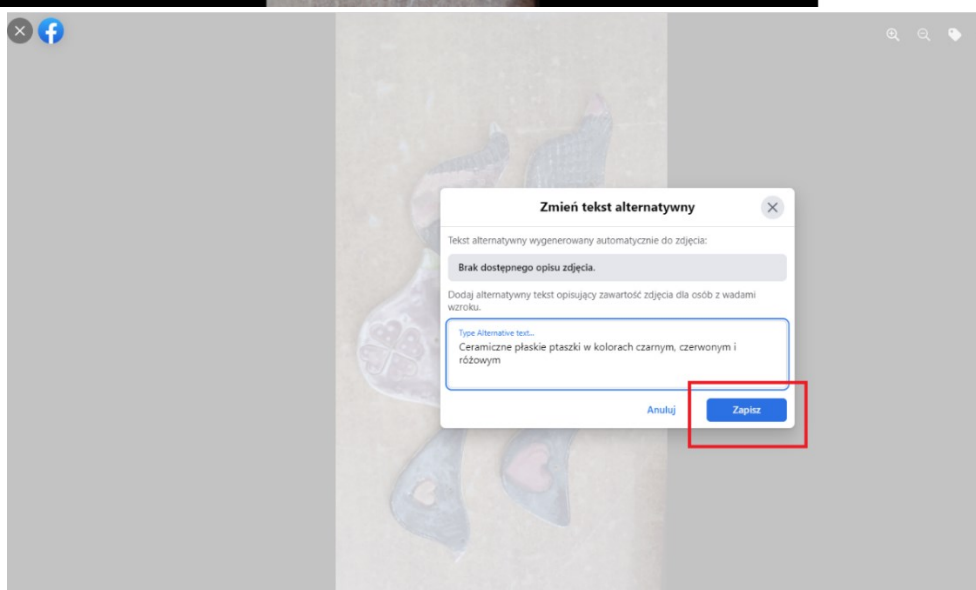 Zmień tekst alternatywny
Tekst alternatywny wygenerowany automatycznie do zdjęcia:
Brak dostępnego opisu zdjęcia.
Dodaj alternatywny tekst opisujący zawartość zdjęcia dla osób z wadami
wzroku.
Type Alternative text...
Ceramiczne płaskie ptaszki w kolorach czarnym, czerwonym i
różowym
Anuluj
Zapisz